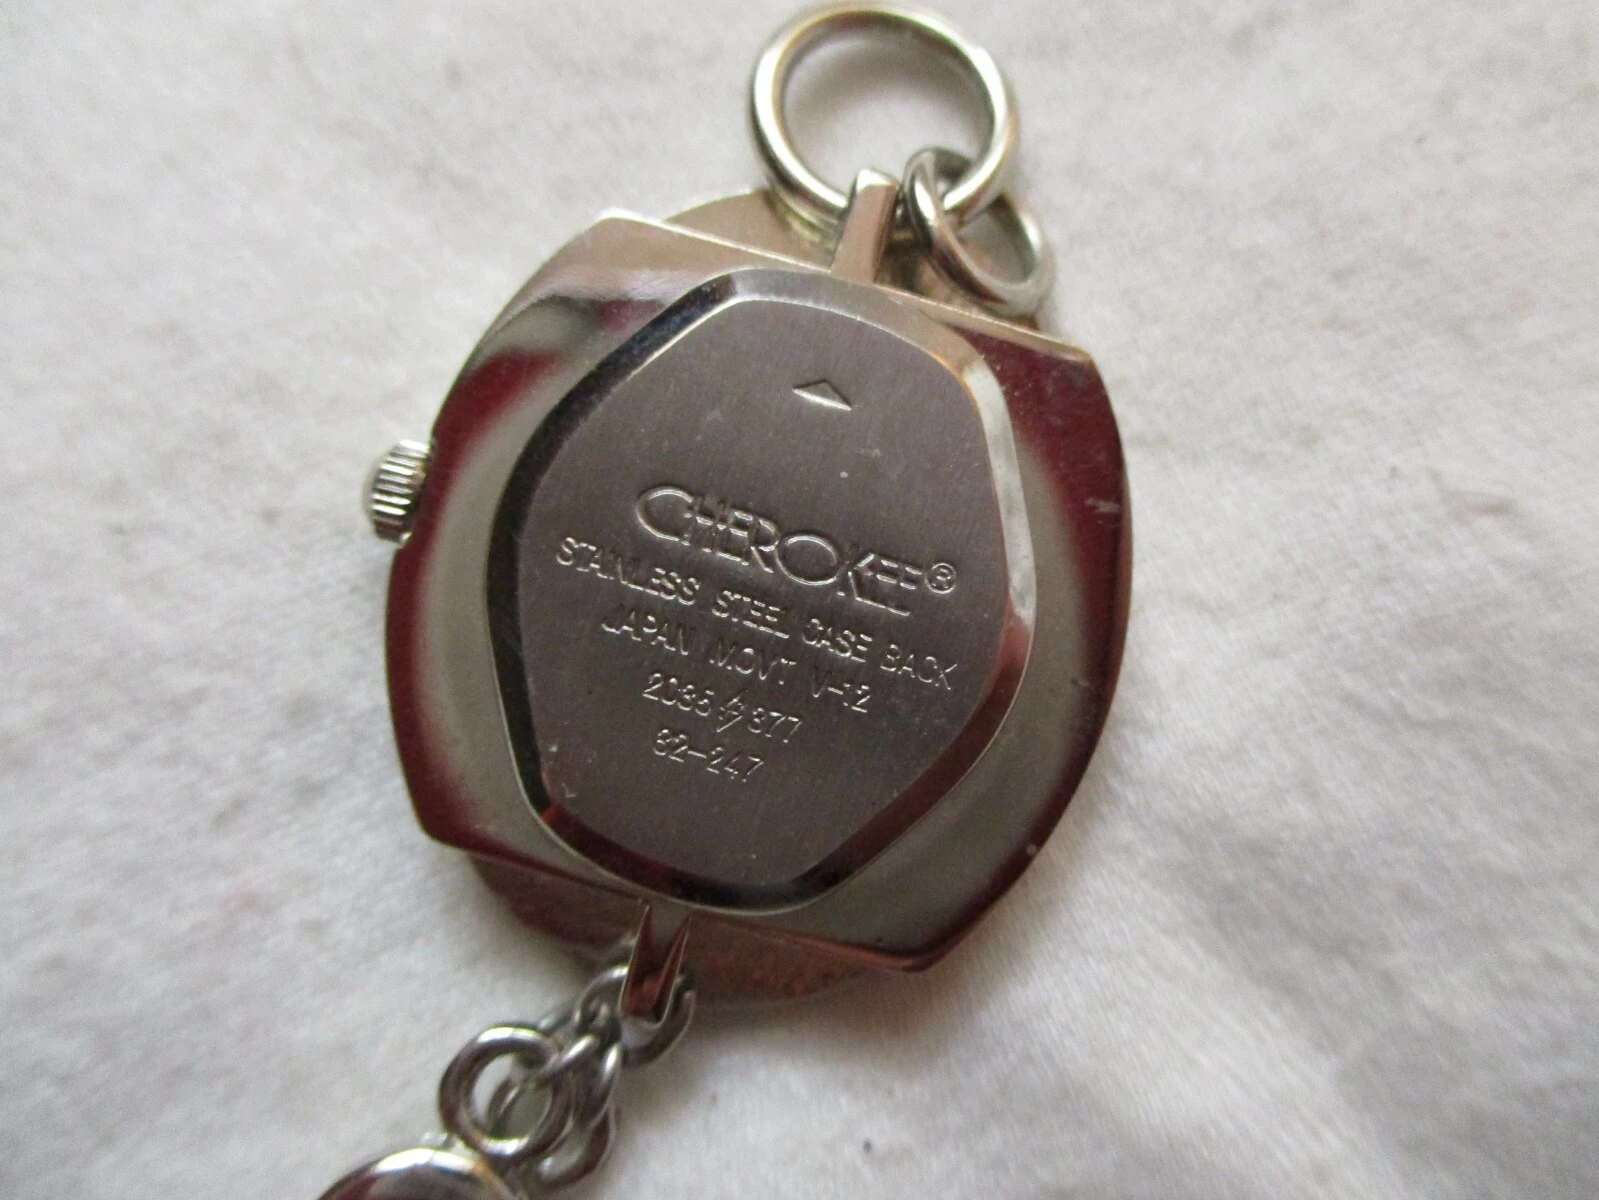 CHEROKEE®
STAINLESS STEEL CASE BACK
JAPAN MOVT V-12
2035 377
82-247